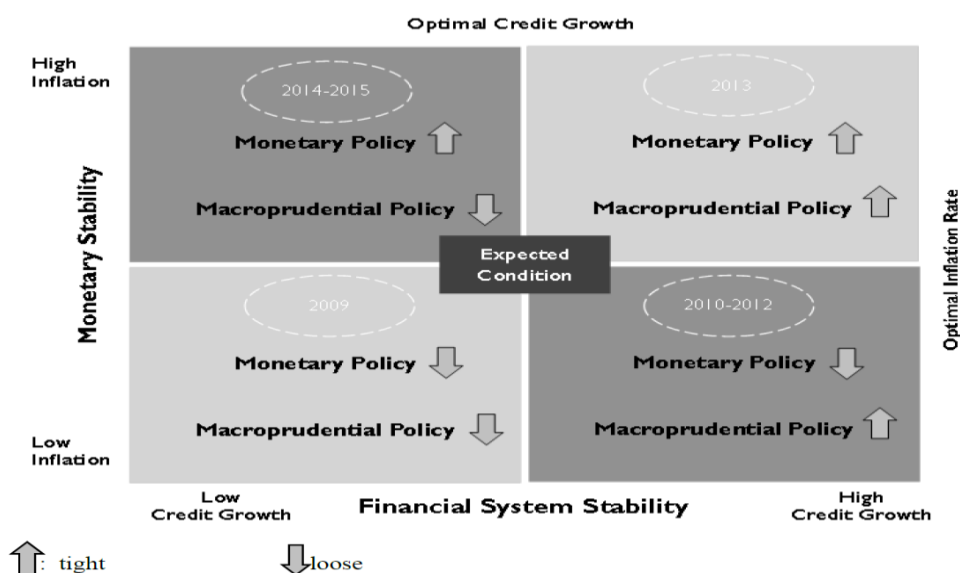 Optimal Credit Growth
High
Inflation
2014-2015
Monetary Policy
Macroprudential Policy
2013
Monetary Policy
Macroprudential Policy
Monetary Stability
Expected
Condition
Optimal Inflation Rate
2009
Monetary Policy
Macroprudential Policy
2010-2012
Monetary Policy
Macroprudential Policy
Low
Inflation
Low
Credit Growth
Financial System Stability
High
Credit Growth
: tight
loose